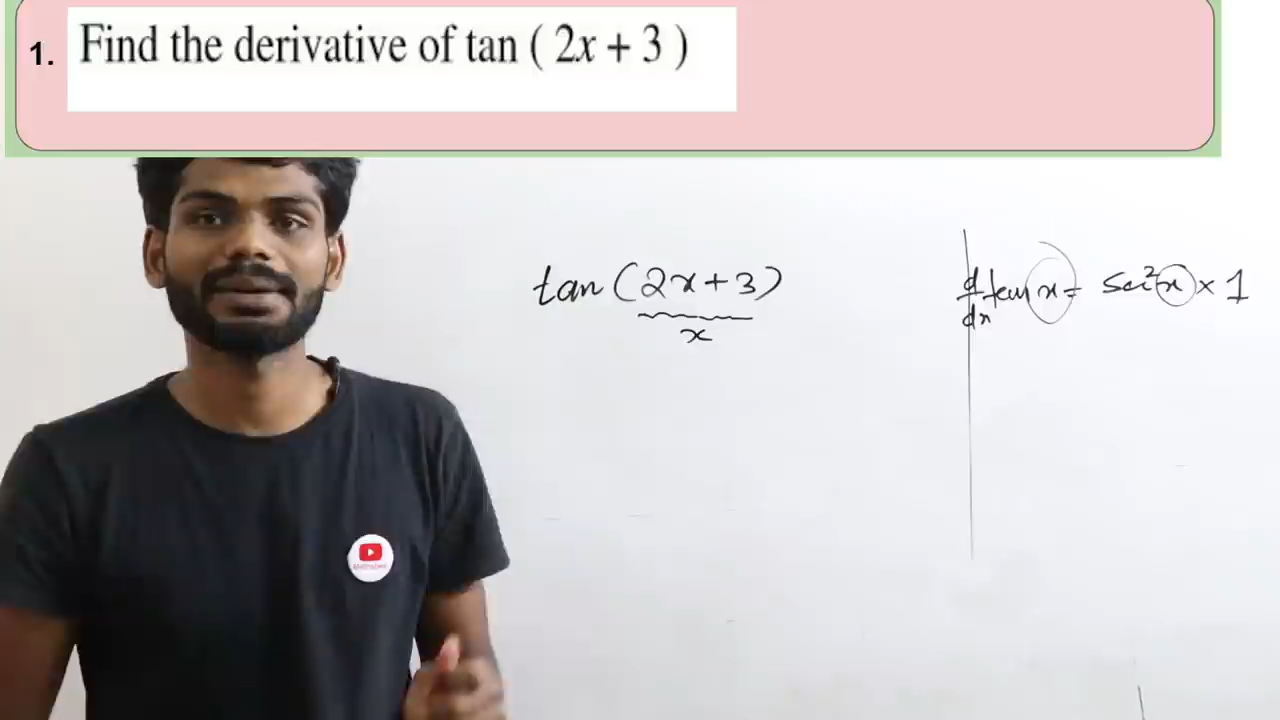 1. Find the derivative of tan ( 2x + 3 )
tan (2x+3)
x
d/dx tan x = sec²x × 1